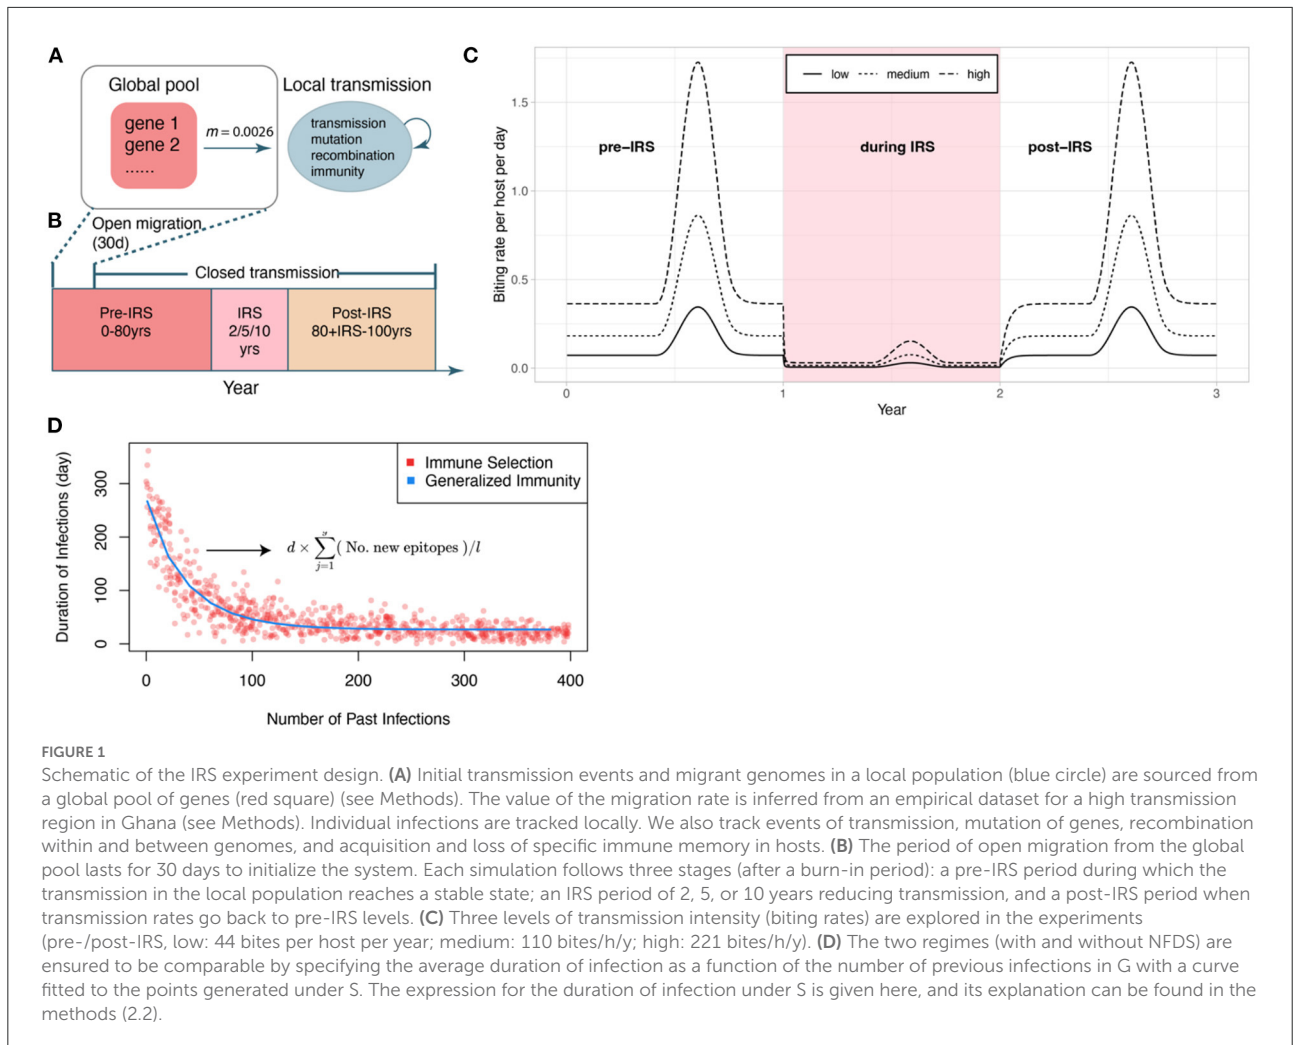 A
Global pool
gene 1
gene 2
......
m = 0.0026
Local transmission
transmission
mutation
recombination
immunity
B
Open migration
(30d)
Closed transmission
Pre-IRS
0-80yrs
IRS
2/5/10
yrs
Post-IRS
80+IRS-100yrs
Year
C
Biting rate per host per day
1.5
1.0
0.5
0.0
low medium high
pre-IRS
during IRS
post-IRS
0 1 2 3
Year
D
Duration of Infections (day)
300
200
100
0
Immune Selection
Generalized Immunity
d × ∑ᵛⱼ₌₁ ( No. new epitopes )/l
0 100 200 300 400
Number of Past Infections
FIGURE 1
Schematic of the IRS experiment design. (A) Initial transmission events and migrant genomes in a local population (blue circle) are sourced from
a global pool of genes (red square) (see Methods). The value of the migration rate is inferred from an empirical dataset for a high transmission
region in Ghana (see Methods). Individual infections are tracked locally. We also track events of transmission, mutation of genes, recombination
within and between genomes, and acquisition and loss of specific immune memory in hosts. (B) The period of open migration from the global
pool lasts for 30 days to initialize the system. Each simulation follows three stages (after a burn-in period): a pre-IRS period during which the
transmission in the local population reaches a stable state; an IRS period of 2, 5, or 10 years reducing transmission, and a post-IRS period when
transmission rates go back to pre-IRS levels. (C) Three levels of transmission intensity (biting rates) are explored in the experiments
(pre-/post-IRS, low: 44 bites per host per year; medium: 110 bites/h/y; high: 221 bites/h/y). (D) The two regimes (with and without NFDS) are
ensured to be comparable by specifying the average duration of infection as a function of the number of previous infections in G with a curve
fitted to the points generated under S. The expression for the duration of infection under S is given here, and its explanation can be found in the
methods (2.2).